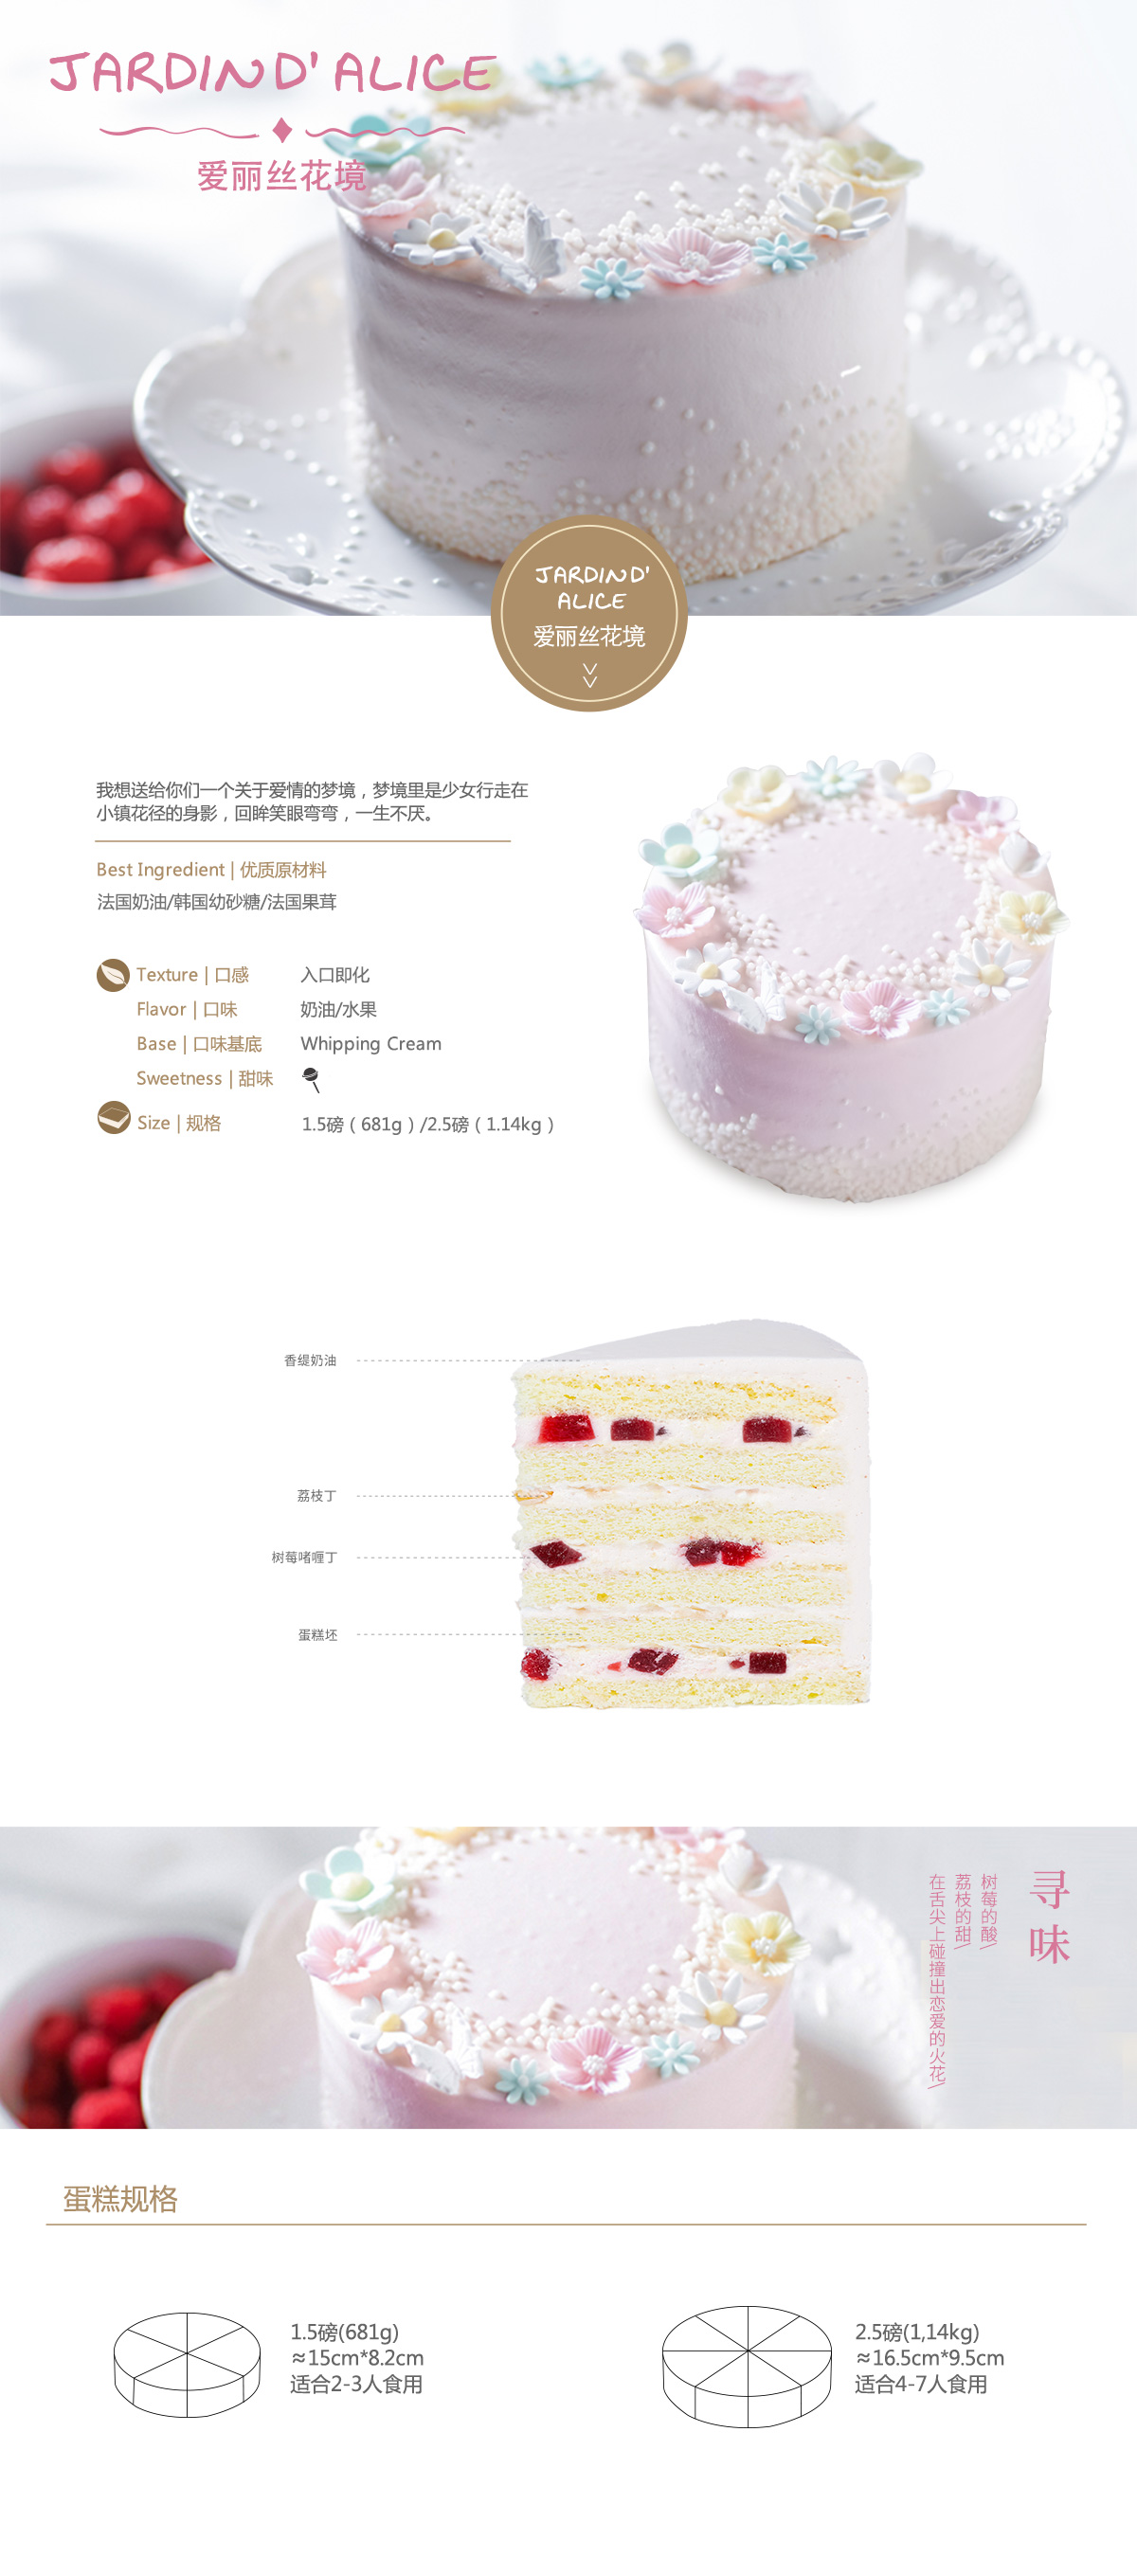 JARDIN D' ALICE
爱丽丝花境
JARDIN D'
ALICE
爱丽丝花境
我想送给你们一个关于爱情的梦境，梦境里是少女行走在
小镇花径的身影，回眸笑眼弯弯，一生不厌。
Best Ingredient | 优质原材料
法国奶油/韩国幼砂糖/法国果茸
Texture | 口感 入口即化
Flavor | 口味 奶油/水果
Base | 口味基底 Whipping Cream
Sweetness | 甜味
Size | 规格 1.5磅（681g）/2.5磅（1.14kg）
香缇奶油
荔枝丁
树莓啫喱丁
蛋糕坯
寻味
树莓的酸/
荔枝的甜/
在舌尖上碰撞出恋爱的火花/
蛋糕规格
1.5磅(681g)
≈15cm*8.2cm
适合2-3人食用
2.5磅(1,14kg)
≈16.5cm*9.5cm
适合4-7人食用